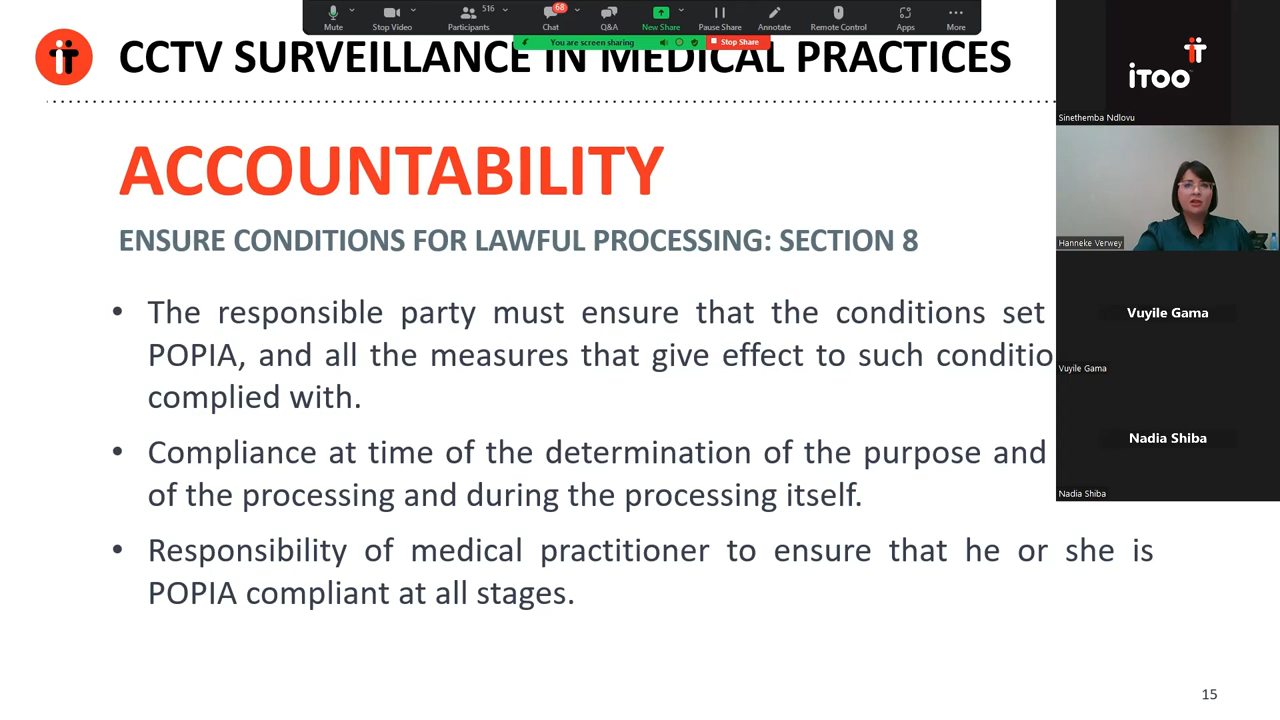 Mute
Stop Video
Participants
516
Chat
68
Q&A
New Share
Pause Share
Annotate
Remote Control
Apps
More
You are screen sharing
Stop Share
CCTV SURVEILLANCE IN MEDICAL PRACTICES
ACCOUNTABILITY
ENSURE CONDITIONS FOR LAWFUL PROCESSING: SECTION 8
• The responsible party must ensure that the conditions set
POPIA, and all the measures that give effect to such conditio
complied with.
• Compliance at time of the determination of the purpose and
of the processing and during the processing itself.
• Responsibility of medical practitioner to ensure that he or she is
POPIA compliant at all stages.
15
iTOO
Sinethemba Ndlovu
Hanneke Verwey
Vuyile Gama
Vuyile Gama
Nadia Shiba
Nadia Shiba